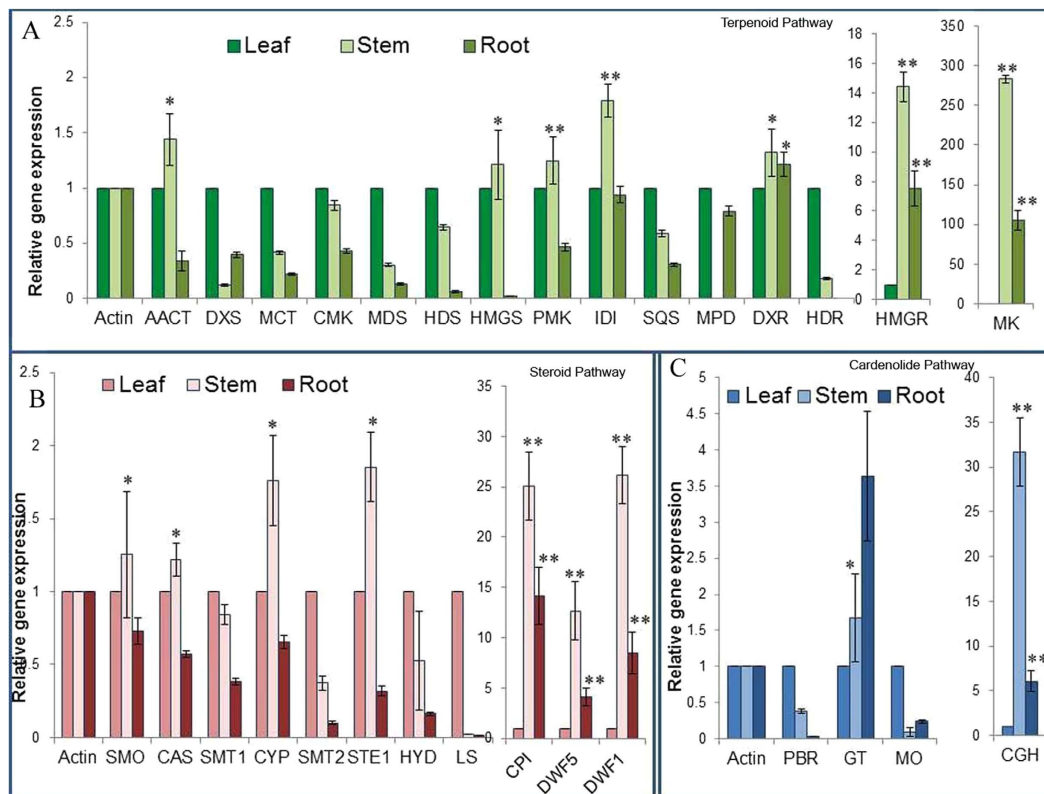 A
Terpenoid Pathway
Leaf Stem Root
Relative gene expression
2.5
2
1.5
1
0.5
0
* ** * ** ** * *
Actin AACT DXS MCT CMK MDS HDS HMGS PMK IDI SQS MPD DXR HDR
18
16
14
12
10
8
6
4
2
0
** **
HMGR
350
300
250
200
150
100
50
0
** **
MK
B
Steroid Pathway
Leaf Stem Root
Relative gene expression
2.5
2
1.5
1
0.5
0
* * * *
Actin SMO CAS SMT1 CYP SMT2 STE1 HYD LS
35
30
25
20
15
10
5
0
** ** ** ** ** **
CPI DWF5 DWF1
C
Cardenolide Pathway
Leaf Stem Root
Relative gene expression
5
4.5
4
3.5
3
2.5
2
1.5
1
0.5
0
*
Actin PBR GT MO
40
35
30
25
20
15
10
5
0
** **
CGH